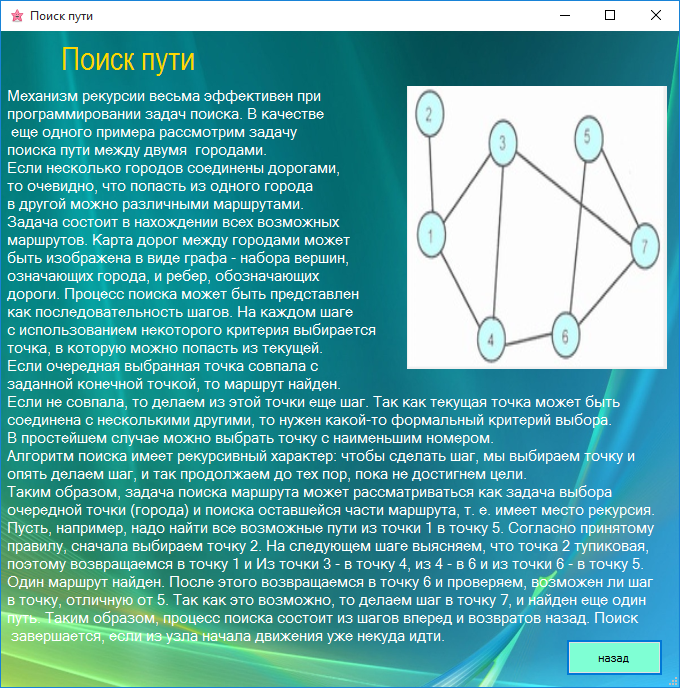 Поиск пути
Поиск пути
Механизм рекурсии весьма эффективен при
программировании задач поиска. В качестве
еще одного примера рассмотрим задачу
поиска пути между двумя городами.
Если несколько городов соединены дорогами,
то очевидно, что попасть из одного города
в другой можно различными маршрутами.
Задача состоит в нахождении всех возможных
маршрутов. Карта дорог между городами может
быть изображена в виде графа - набора вершин,
означающих города, и ребер, обозначающих
дороги. Процесс поиска может быть представлен
как последовательность шагов. На каждом шаге
с использованием некоторого критерия выбирается
точка, в которую можно попасть из текущей.
Если очередная выбранная точка совпала с
заданной конечной точкой, то маршрут найден.
Если не совпала, то делаем из этой точки еще шаг. Так как текущая точка может быть
соединена с несколькими другими, то нужен какой-то формальный критерий выбора.
В простейшем случае можно выбрать точку с наименьшим номером.
Алгоритм поиска имеет рекурсивный характер: чтобы сделать шаг, мы выбираем точку и
опять делаем шаг, и так продолжаем до тех пор, пока не достигнем цели.
Таким образом, задача поиска маршрута может рассматриваться как задача выбора
очередной точки (города) и поиска оставшейся части маршрута, т. е. имеет место рекурсия.
Пусть, например, надо найти все возможные пути из точки 1 в точку 5. Согласно принятому
правилу, сначала выбираем точку 2. На следующем шаге выясняем, что точка 2 тупиковая,
поэтому возвращаемся в точку 1 и Из точки 3 - в точку 4, из 4 - в 6 и из точки 6 - в точку 5.
Один маршрут найден. После этого возвращаемся в точку 6 и проверяем, возможен ли шаг
в точку, отличную от 5. Так как это возможно, то делаем шаг в точку 7, и найден еще один
путь. Таким образом, процесс поиска состоит из шагов вперед и возвратов назад. Поиск
завершается, если из узла начала движения уже некуда идти.
2
3
5
1
7
4
6
назад